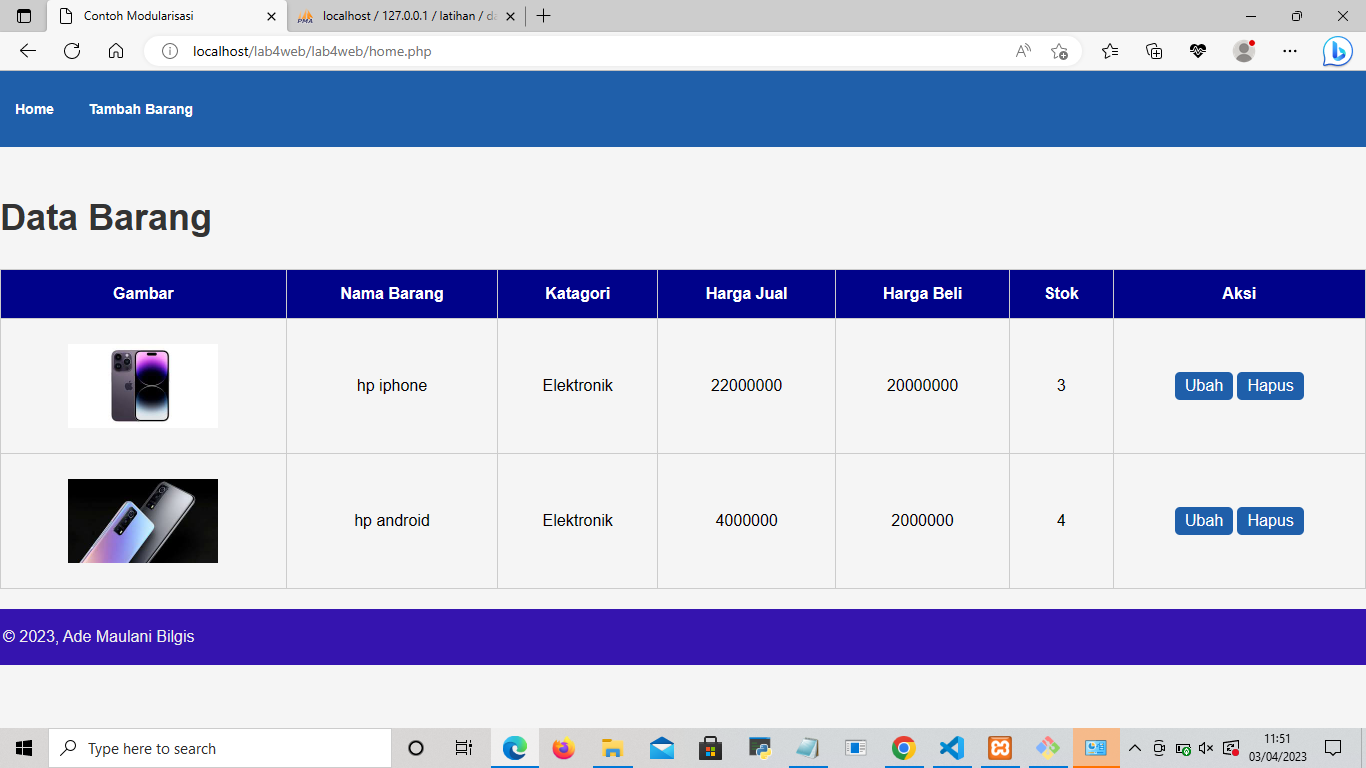 Contoh Modularisasi
localhost / 127.0.0.1 / latihan / da
localhost/lab4web/lab4web/home.php
Home Tambah Barang
Data Barang
Gambar Nama Barang Katagori Harga Jual Harga Beli Stok Aksi
hp iphone Elektronik 22000000 20000000 3 Ubah Hapus
hp android Elektronik 4000000 2000000 4 Ubah Hapus
© 2023, Ade Maulani Bilgis
Type here to search
11:51
03/04/2023